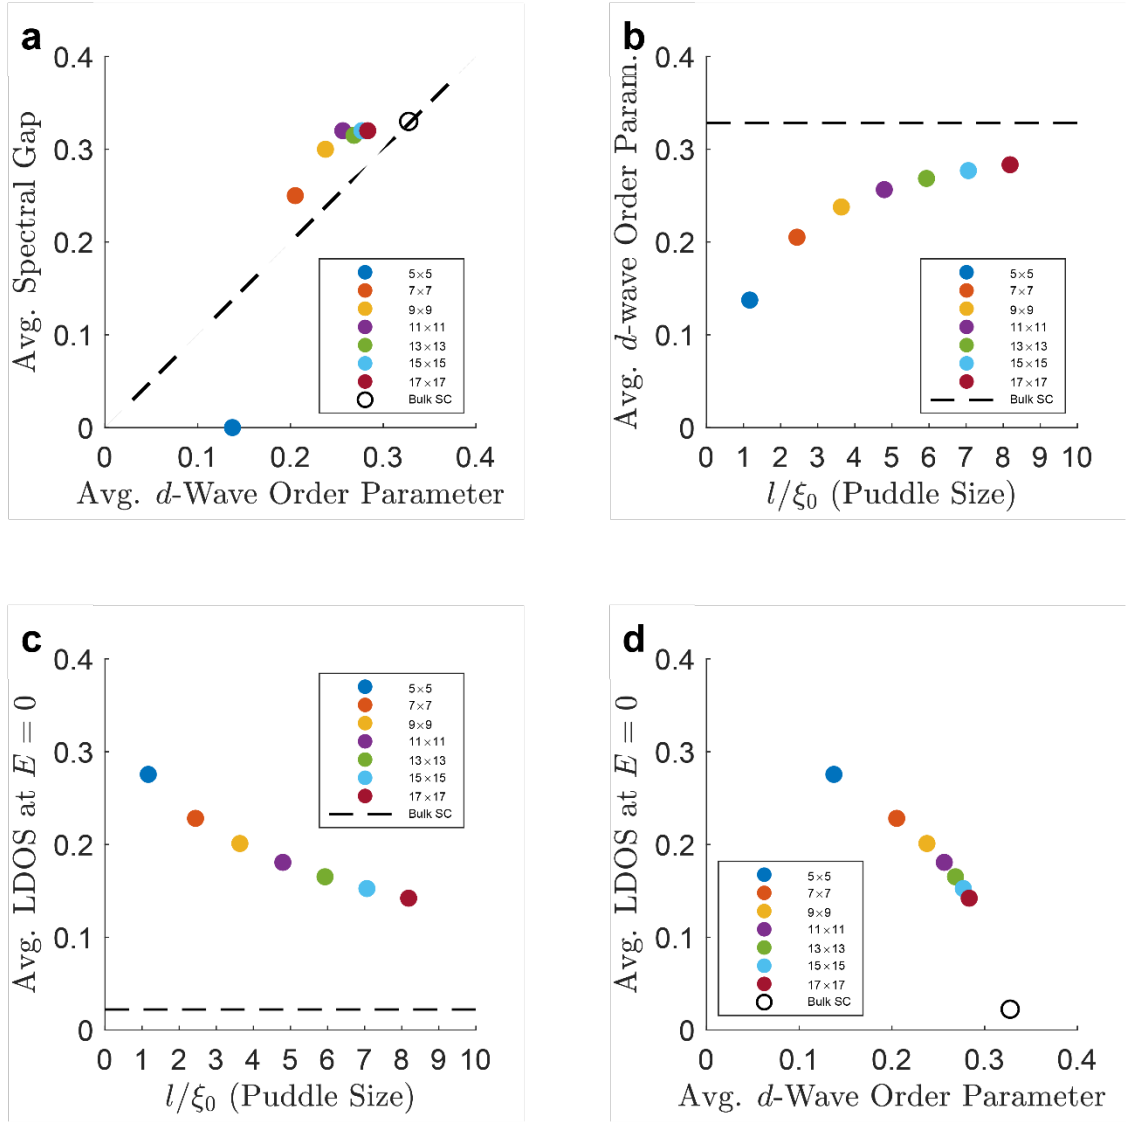 a
Avg. Spectral Gap
0.4
0.3
0.2
0.1
0
5×5
7×7
9×9
11×11
13×13
15×15
17×17
Bulk SC
0 0.1 0.2 0.3 0.4
Avg. d-Wave Order Parameter
b
Avg. d-wave Order Param.
0.4
0.3
0.2
0.1
0
5×5
7×7
9×9
11×11
13×13
15×15
17×17
Bulk SC
0 1 2 3 4 5 6 7 8 9 10
l/ξ₀ (Puddle Size)
c
Avg. LDOS at E = 0
0.4
0.3
0.2
0.1
0
5×5
7×7
9×9
11×11
13×13
15×15
17×17
Bulk SC
0 1 2 3 4 5 6 7 8 9 10
l/ξ₀ (Puddle Size)
d
Avg. LDOS at E = 0
0.4
0.3
0.2
0.1
0
5×5
7×7
9×9
11×11
13×13
15×15
17×17
Bulk SC
0 0.1 0.2 0.3 0.4
Avg. d-Wave Order Parameter